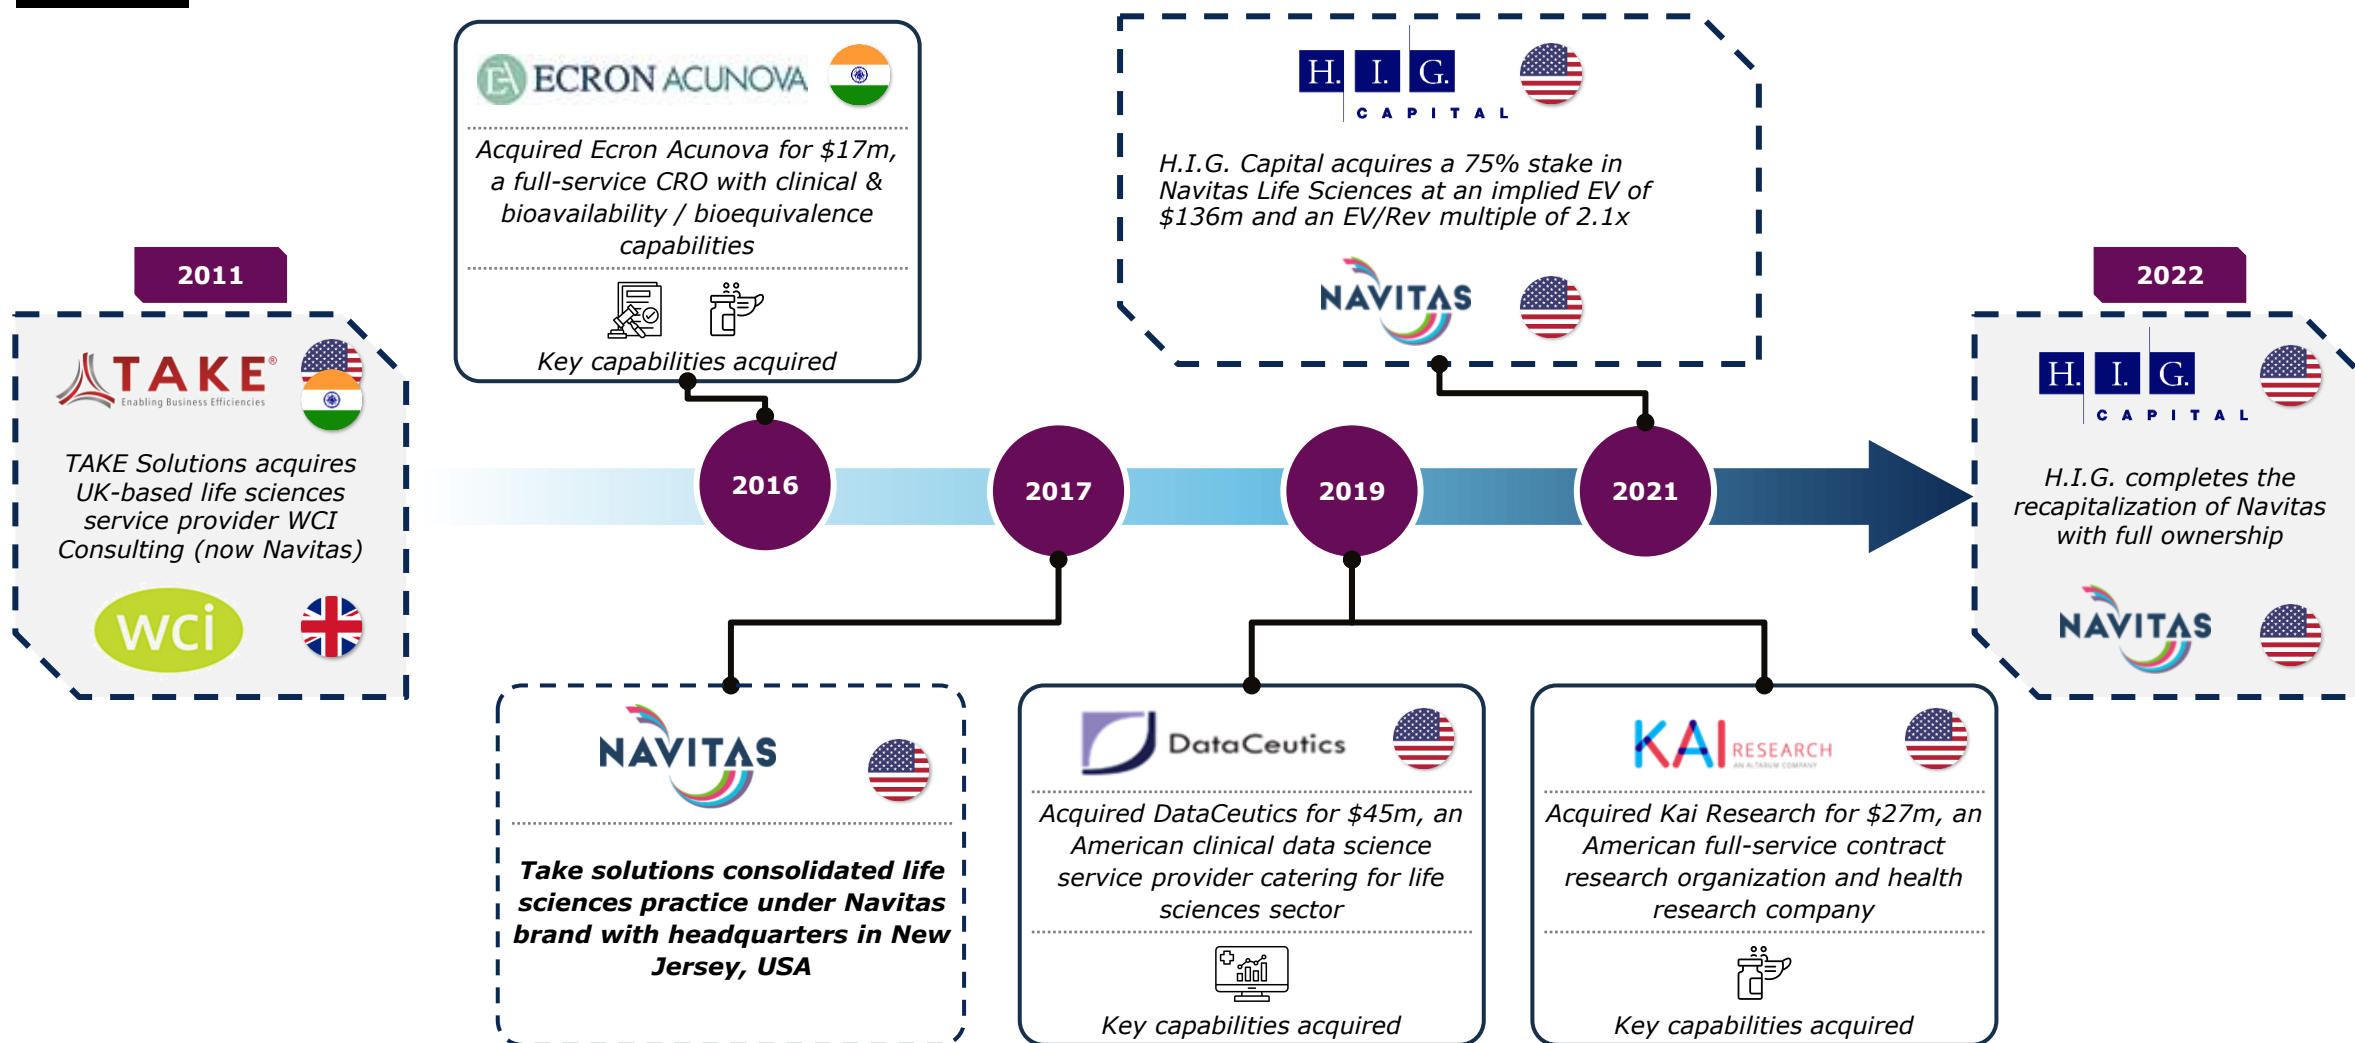 2011
TAKE®
Enabling Business Efficiencies
TAKE Solutions acquires
UK-based life sciences
service provider WCI
Consulting (now Navitas)
wci
EA ECRON ACUNOVA
Acquired Ecron Acunova for $17m,
a full-service CRO with clinical &
bioavailability / bioequivalence
capabilities
Key capabilities acquired
2016
2017
NAVITAS
Take solutions consolidated life
sciences practice under Navitas
brand with headquarters in New
Jersey, USA
2019
DataCeutics
Acquired DataCeutics for $45m, an
American clinical data science
service provider catering for life
sciences sector
Key capabilities acquired
KAI RESEARCH
AN ALTARUM COMPANY
Acquired Kai Research for $27m, an
American full-service contract
research organization and health
research company
Key capabilities acquired
2021
H. I. G.
CAPITAL
H.I.G. Capital acquires a 75% stake in
Navitas Life Sciences at an implied EV of
$136m and an EV/Rev multiple of 2.1x
NAVITAS
2022
H. I. G.
CAPITAL
H.I.G. completes the
recapitalization of Navitas
with full ownership
NAVITAS